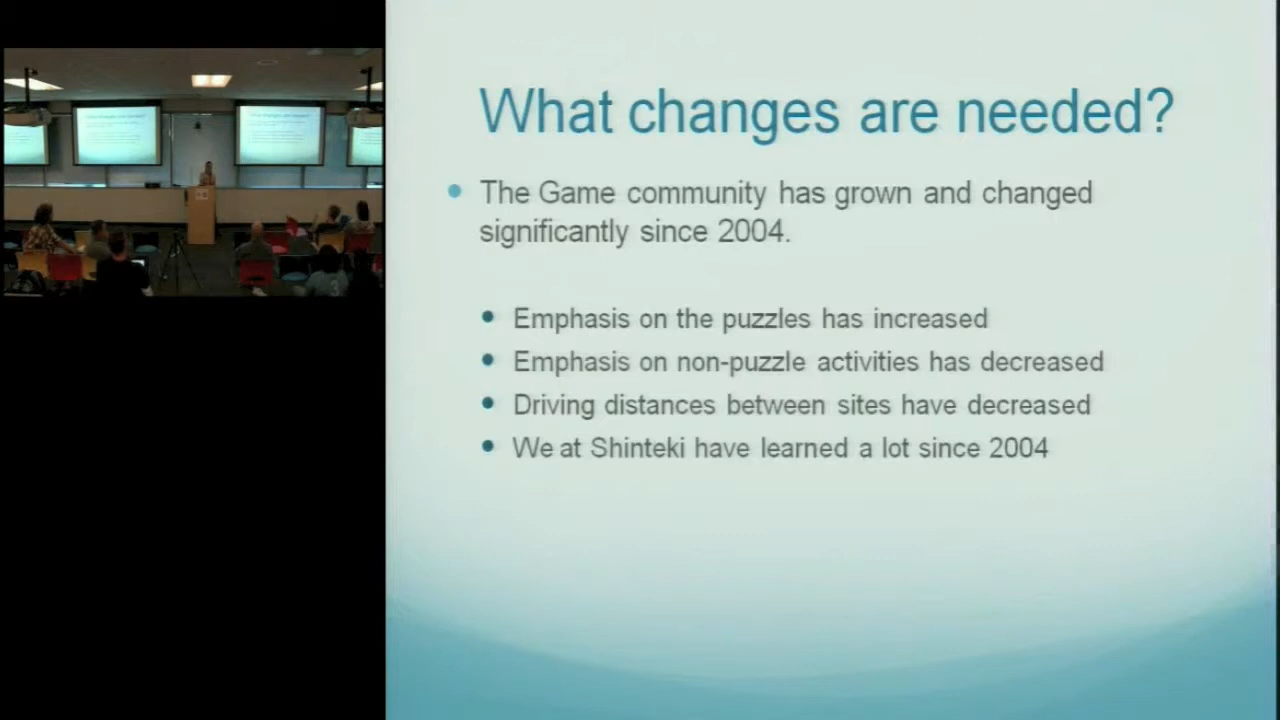 What changes are needed?
The Game community has grown and changed
significantly since 2004.
Emphasis on the puzzles has increased
Emphasis on non-puzzle activities has decreased
Driving distances between sites have decreased
We at Shinteki have learned a lot since 2004